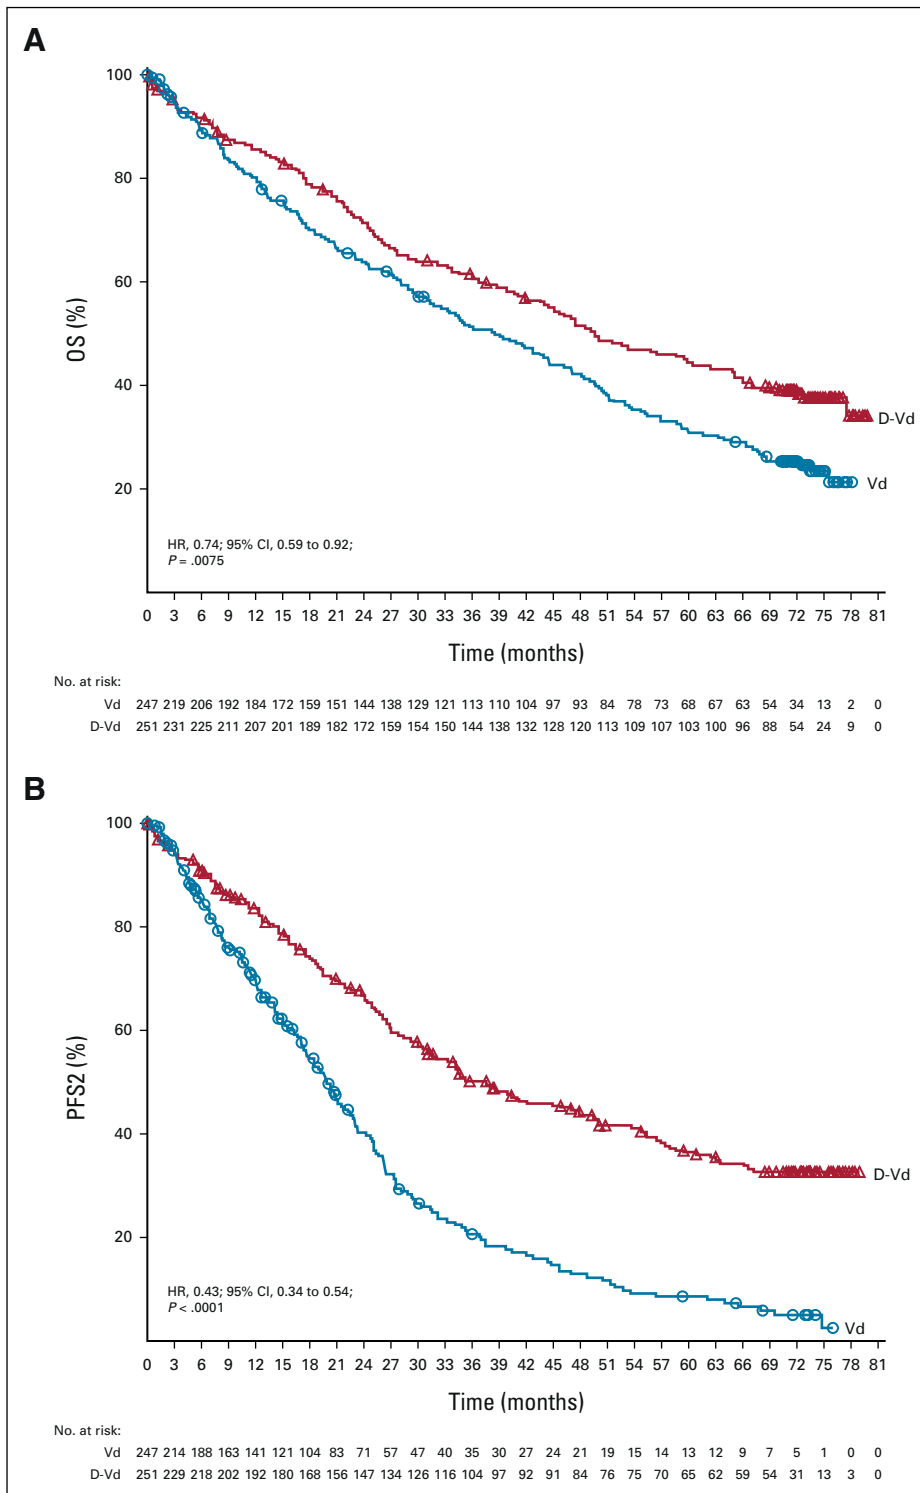 A
100
80
60
40
20
OS (%)
D-Vd
Vd
HR, 0.74; 95% CI, 0.59 to 0.92;
P = .0075
0 3 6 9 12 15 18 21 24 27 30 33 36 39 42 45 48 51 54 57 60 63 66 69 72 75 78 81
Time (months)
No. at risk:
Vd 247 219 206 192 184 172 159 151 144 138 129 121 113 110 104 97 93 84 78 73 68 67 63 54 34 13 2 0
D-Vd 251 231 225 211 207 201 189 182 172 159 154 150 144 138 132 128 120 113 109 107 103 100 96 88 54 24 9 0
B
100
80
60
40
20
PFS2 (%)
D-Vd
Vd
HR, 0.43; 95% CI, 0.34 to 0.54;
P < .0001
0 3 6 9 12 15 18 21 24 27 30 33 36 39 42 45 48 51 54 57 60 63 66 69 72 75 78 81
Time (months)
No. at risk:
Vd 247 214 188 163 141 121 104 83 71 57 47 40 35 30 27 24 21 19 15 14 13 12 9 7 5 1 0 0
D-Vd 251 229 218 202 192 180 168 156 147 134 126 116 104 97 92 91 84 76 75 70 65 62 59 54 31 13 3 0